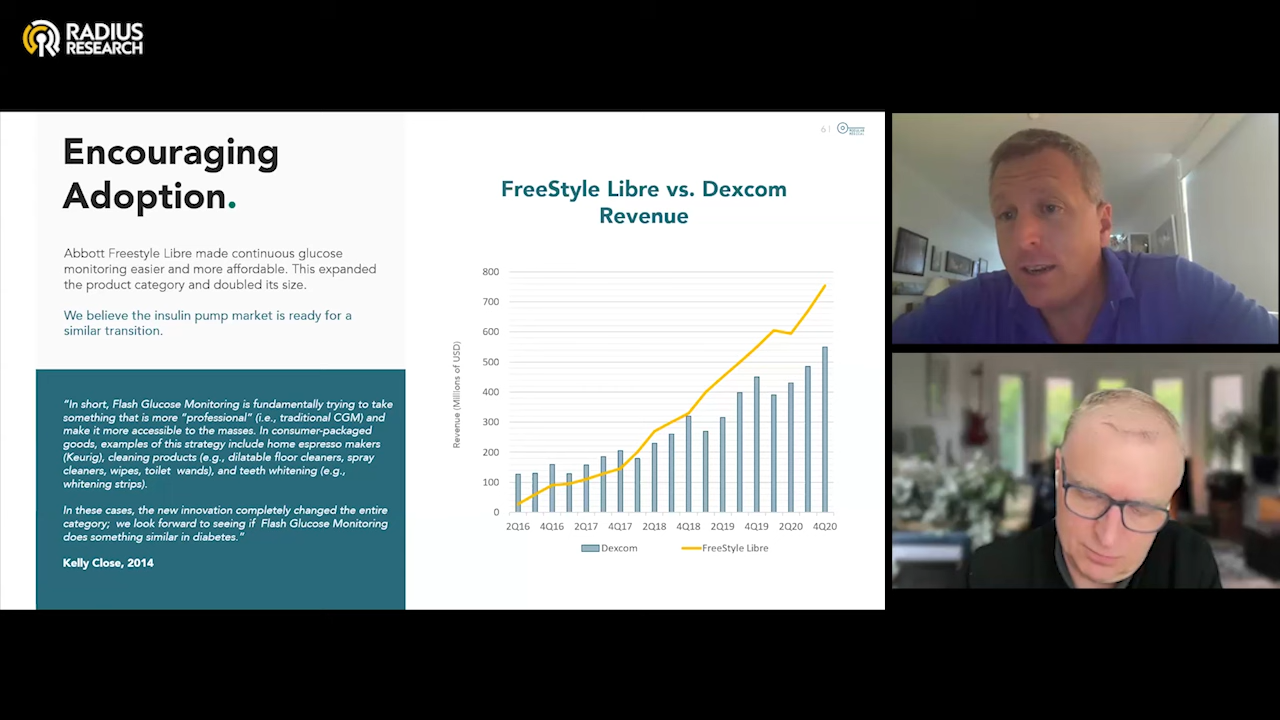 RADIUS
RESEARCH
Encouraging
Adoption.
Abbott Freestyle Libre made continuous glucose
monitoring easier and more affordable. This expanded
the product category and doubled its size.
We believe the insulin pump market is ready for a
similar transition.
“In short, Flash Glucose Monitoring is fundamentally trying to take
something that is more “professional” (i.e., traditional CGM) and
make it more accessible to the masses. In consumer-packaged
goods, examples of this strategy include home espresso makers
(Keurig), cleaning products (e.g., dilatable floor cleaners, spray
cleaners, wipes, toilet wands), and teeth whitening (e.g.,
whitening strips).
In these cases, the new innovation completely changed the entire
category; we look forward to seeing if Flash Glucose Monitoring
does something similar in diabetes.”
Kelly Close, 2014
61
FreeStyle Libre vs. Dexcom
Revenue
Revenue (Millions of USD)
800
700
600
500
400
300
200
100
0
2Q16 4Q16 2Q17 4Q17 2Q18 4Q18 2Q19 4Q19 2Q20 4Q20
Dexcom FreeStyle Libre